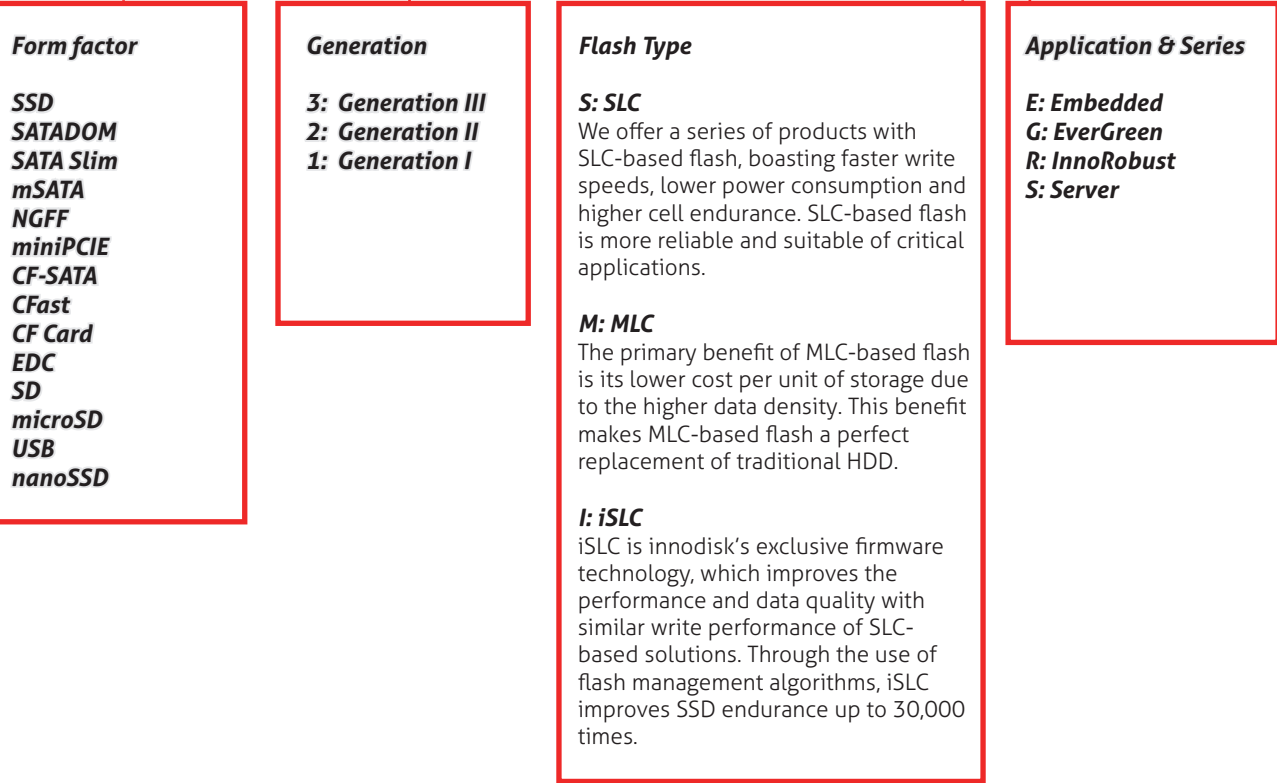 Form factor
SSD
SATADOM
SATA Slim
mSATA
NGFF
miniPCIE
CF-SATA
CFast
CF Card
EDC
SD
microSD
USB
nanoSSD
Generation
3: Generation III
2: Generation II
1: Generation I
Flash Type
S: SLC
We offer a series of products with
SLC-based flash, boasting faster write
speeds, lower power consumption and
higher cell endurance. SLC-based flash
is more reliable and suitable of critical
applications.
M: MLC
The primary benefit of MLC-based flash
is its lower cost per unit of storage due
to the higher data density. This benefit
makes MLC-based flash a perfect
replacement of traditional HDD.
I: iSLC
iSLC is innodisk's exclusive firmware
technology, which improves the
performance and data quality with
similar write performance of SLC-
based solutions. Through the use of
flash management algorithms, iSLC
improves SSD endurance up to 30,000
times.
Application & Series
E: Embedded
G: EverGreen
R: InnoRobust
S: Server